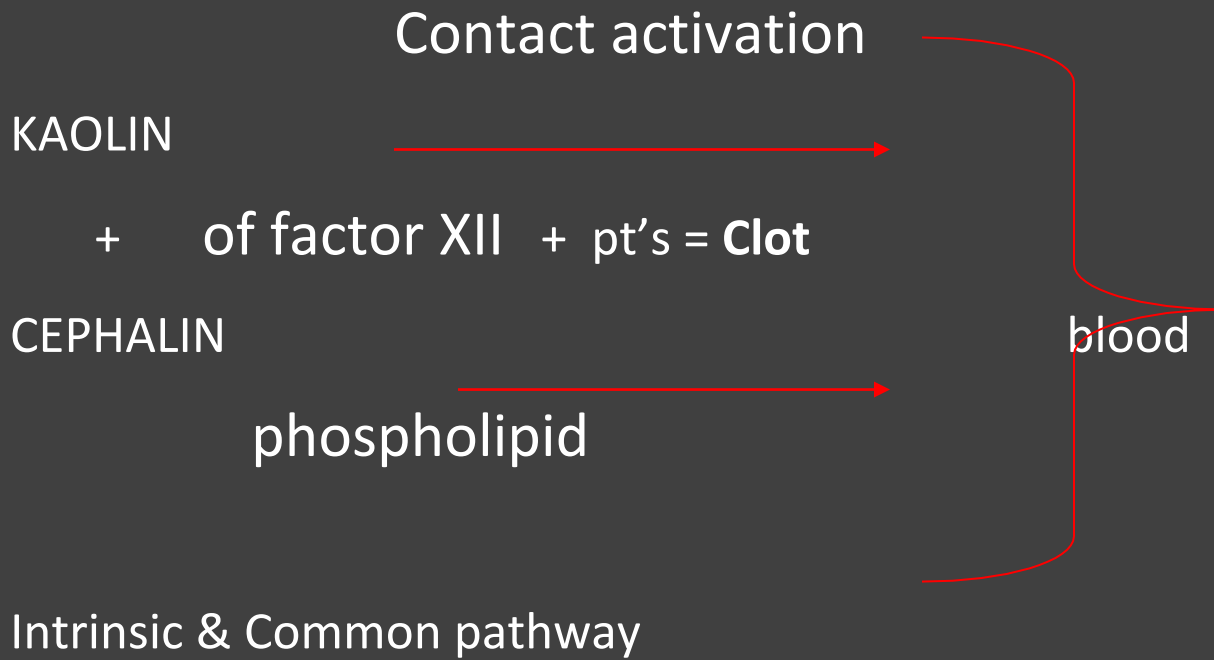 Contact activation
KAOLIN
+ of factor XII + pt’s = Clot
CEPHALIN blood
phospholipid
Intrinsic & Common pathway